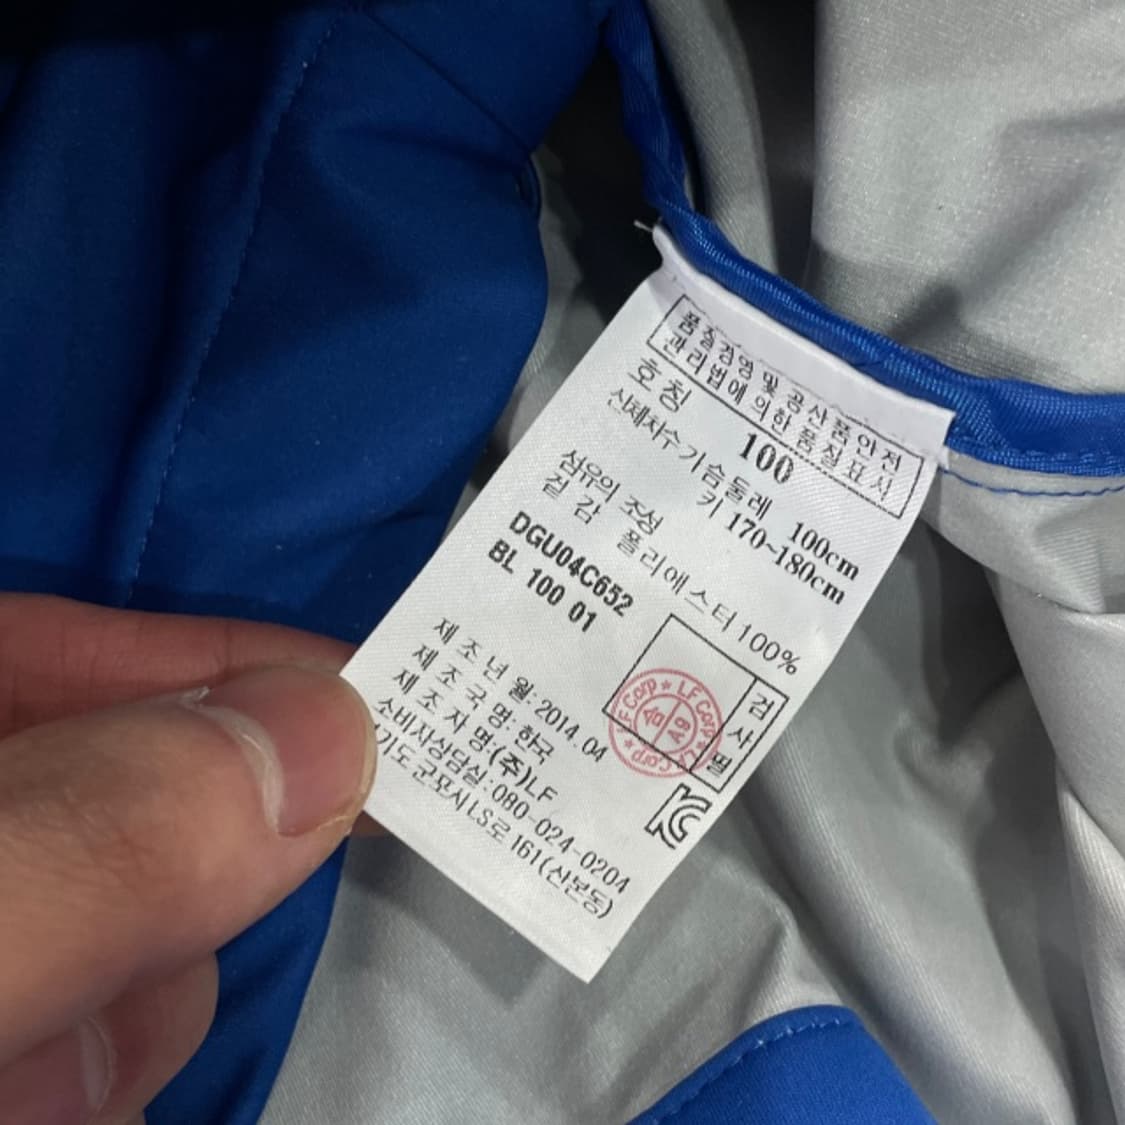 품질경영및공산품안전
관리법에의한 품질표시
호칭 100
신체치수 가슴둘레 100cm
키 170~180cm
섬유의 조성
겉감 폴리에스터 100%
DGU04C652
BL 100 01
제조년월: 2014.04
제조국명: 한국
제조자명: (주)LF
소비자상담실: 080-024-0204
기도 군포시 LS로 161(산본동)
검사필
LF Corp ★ LF Corp ★ LF Corp ★
A9